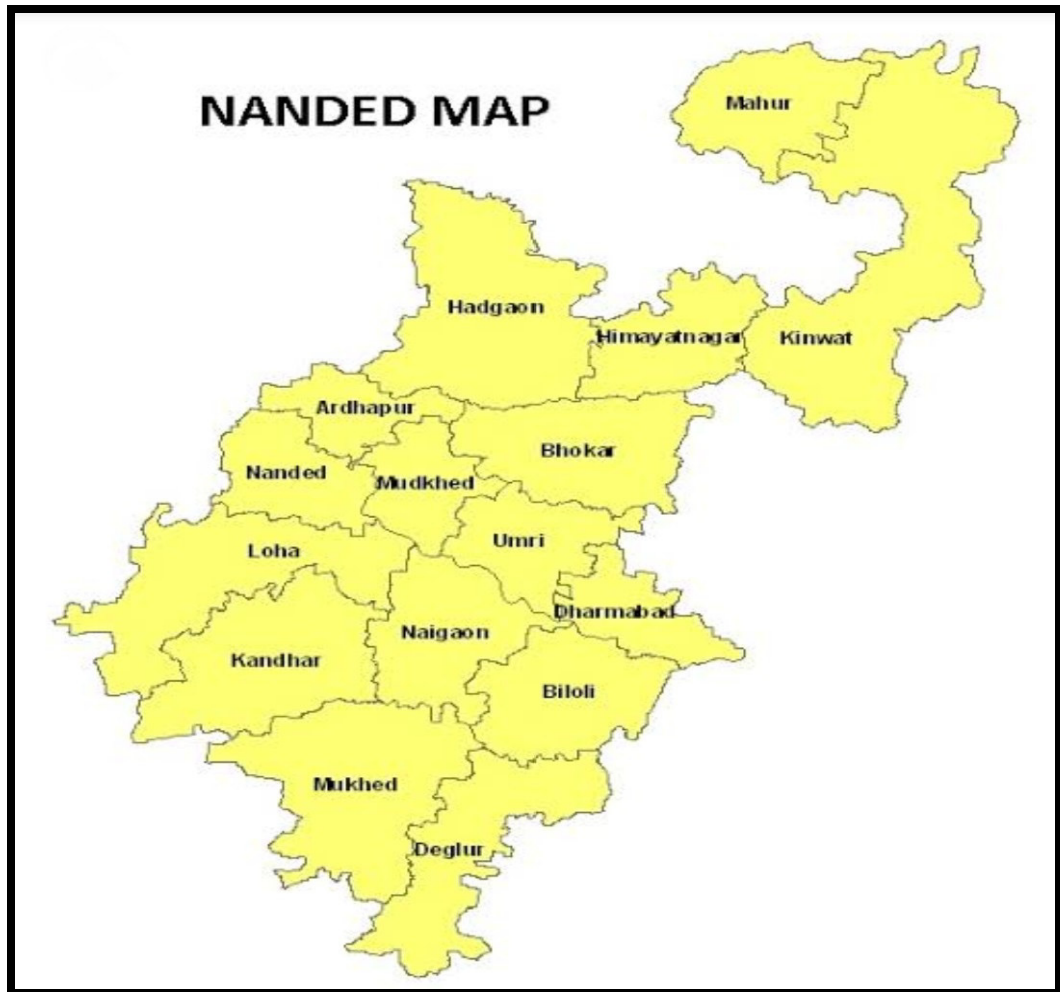 NANDED MAP
Mahur
Hadgaon
Himayatnagar
Kinwat
Ardhapur
Bhokar
Nanded
Mudkhed
Umri
Loha
Dharmabad
Naigaon
Kandhar
Biloli
Mukhed
Deglur